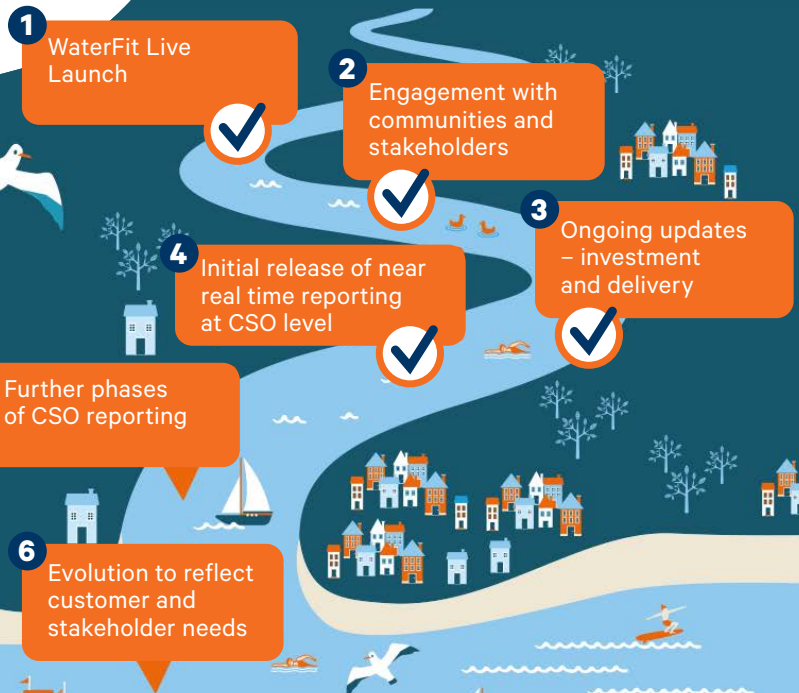 1
WaterFit Live
Launch
2
Engagement with
communities and
stakeholders
3
Ongoing updates
– investment
and delivery
4
Initial release of near
real time reporting
at CSO level
Further phases
of CSO reporting
6
Evolution to reflect
customer and
stakeholder needs